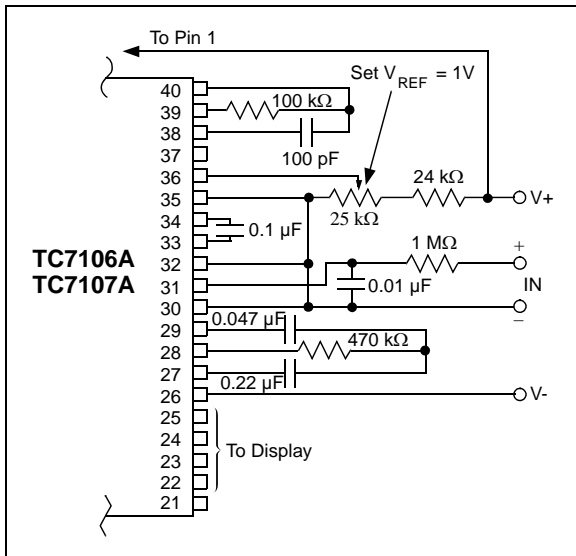 To Pin 1
Set V REF = 1V
40
39
100 kΩ
38
100 pF
37
36
24 kΩ
35
V+
25 kΩ
34
0.1 µF
33
TC7106A
TC7107A
1 MΩ
+
32
31
0.01 µF
IN
30
–
29
0.047 µF
470 kΩ
28
27
0.22 µF
26
V-
25
24
To Display
23
22
21